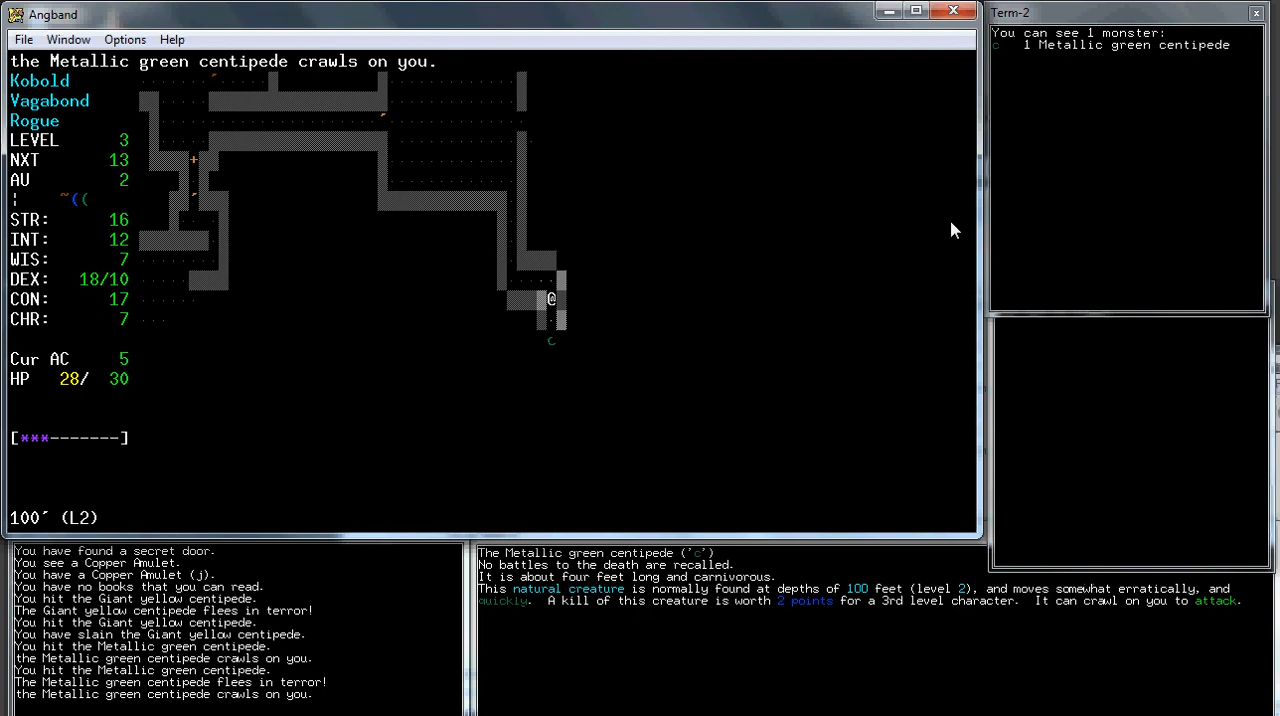 Angband
File Window Options Help
the Metallic green centipede crawls on you.
Kobold
Vagabond
Rogue
LEVEL 3
NXT 13
AU 2
¦ ~((
STR: 16
INT: 12
WIS: 7
DEX: 18/10
CON: 17
CHR: 7
Cur AC 5
HP 28/ 30
[***-------]
100´ (L2)
@
c
Term-2
You can see 1 monster:
c 1 Metallic green centipede
You have found a secret door.
You see a Copper Amulet.
You have a Copper Amulet (j).
You have no books that you can read.
You hit the Giant yellow centipede.
The Giant yellow centipede flees in terror!
You hit the Giant yellow centipede.
You have slain the Giant yellow centipede.
You hit the Metallic green centipede.
the Metallic green centipede crawls on you.
You hit the Metallic green centipede.
The Metallic green centipede flees in terror!
the Metallic green centipede crawls on you.
The Metallic green centipede ('c')
No battles to the death are recalled.
It is about four feet long and carnivorous.
This natural creature is normally found at depths of 100 feet (level 2), and moves somewhat erratically, and
quickly. A kill of this creature is worth 2 points for a 3rd level character. It can crawl on you to attack.